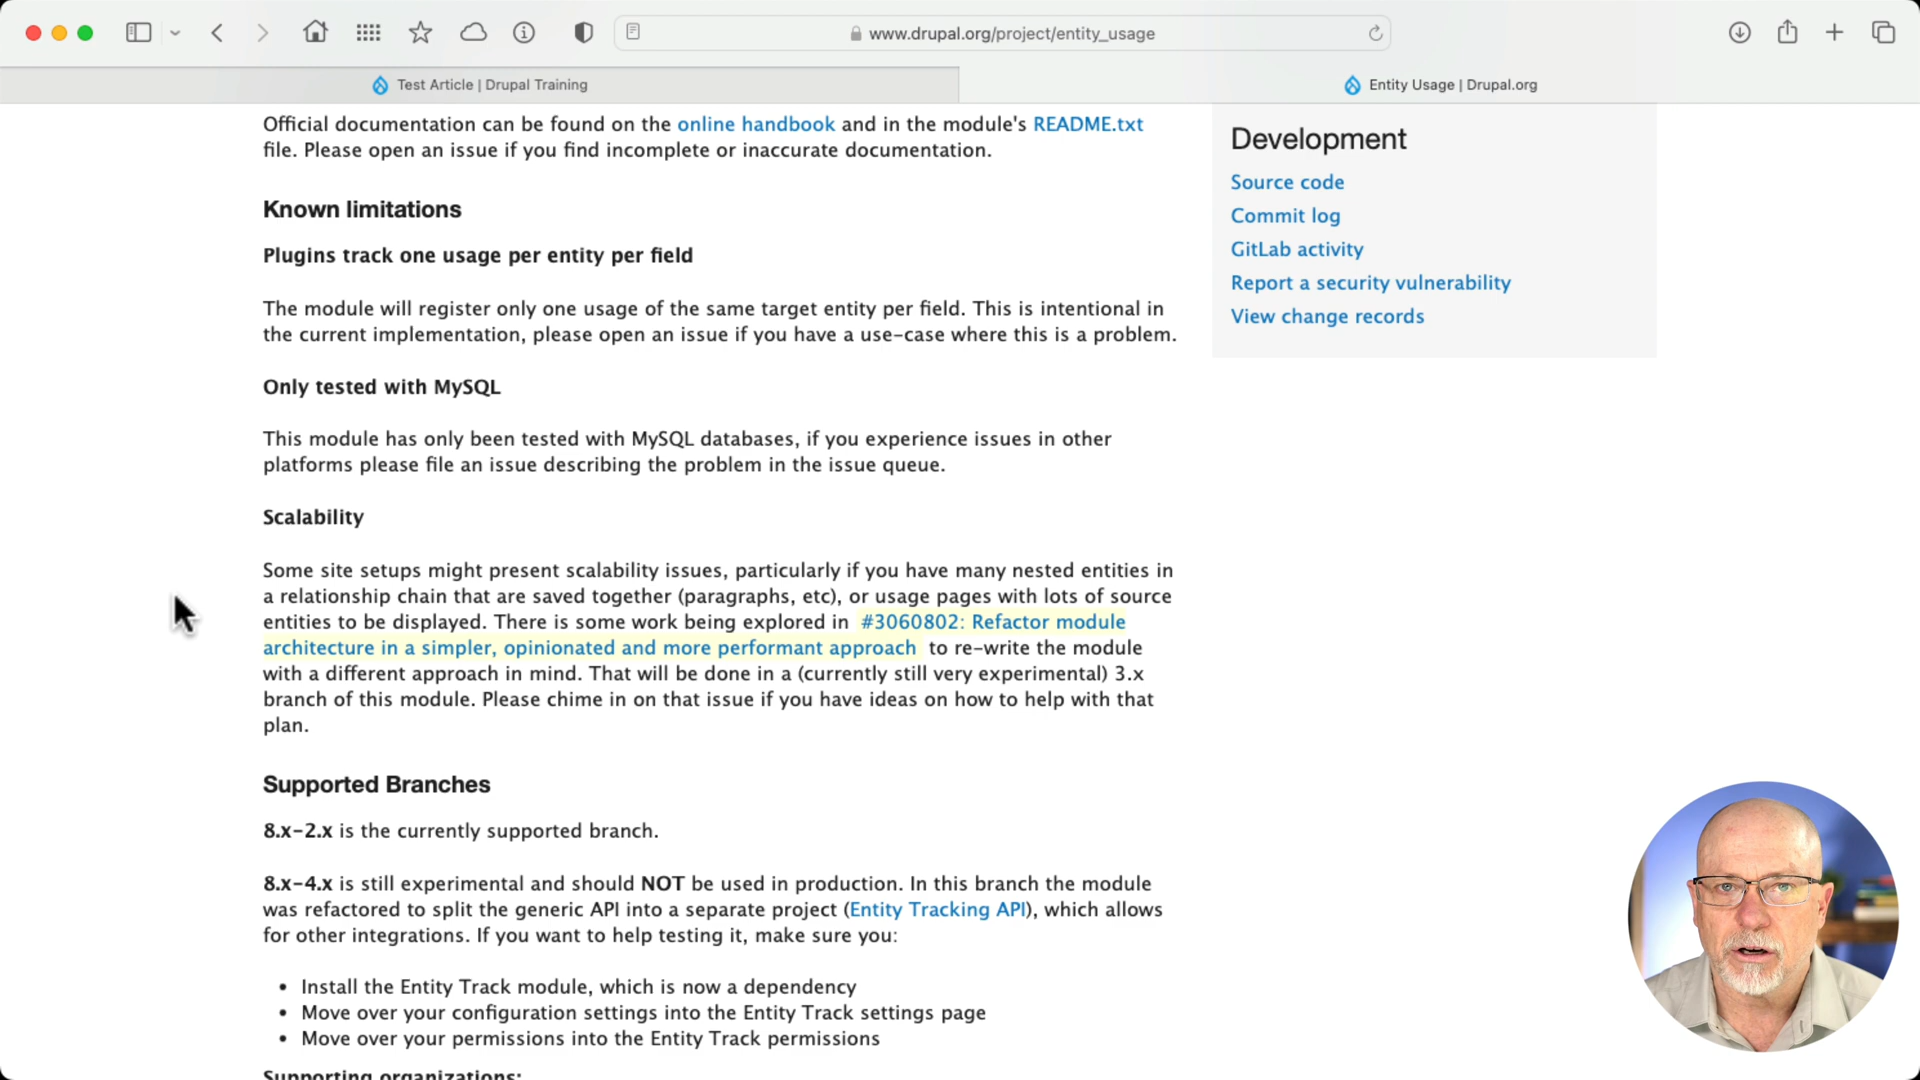 www.drupal.org/project/entity_usage
Test Article | Drupal Training
Entity Usage | Drupal.org
Official documentation can be found on the online handbook and in the module's README.txt
file. Please open an issue if you find incomplete or inaccurate documentation.
Known limitations
Plugins track one usage per entity per field
The module will register only one usage of the same target entity per field. This is intentional in
the current implementation, please open an issue if you have a use-case where this is a problem.
Only tested with MySQL
This module has only been tested with MySQL databases, if you experience issues in other
platforms please file an issue describing the problem in the issue queue.
Scalability
Some site setups might present scalability issues, particularly if you have many nested entities in
a relationship chain that are saved together (paragraphs, etc), or usage pages with lots of source
entities to be displayed. There is some work being explored in #3060802: Refactor module
architecture in a simpler, opinionated and more performant approach to re-write the module
with a different approach in mind. That will be done in a (currently still very experimental) 3.x
branch of this module. Please chime in on that issue if you have ideas on how to help with that
plan.
Supported Branches
8.x-2.x is the currently supported branch.
8.x-4.x is still experimental and should NOT be used in production. In this branch the module
was refactored to split the generic API into a separate project (Entity Tracking API), which allows
for other integrations. If you want to help testing it, make sure you:
• Install the Entity Track module, which is now a dependency
• Move over your configuration settings into the Entity Track settings page
• Move over your permissions into the Entity Track permissions
Supporting organizations:
Development
Source code
Commit log
GitLab activity
Report a security vulnerability
View change records